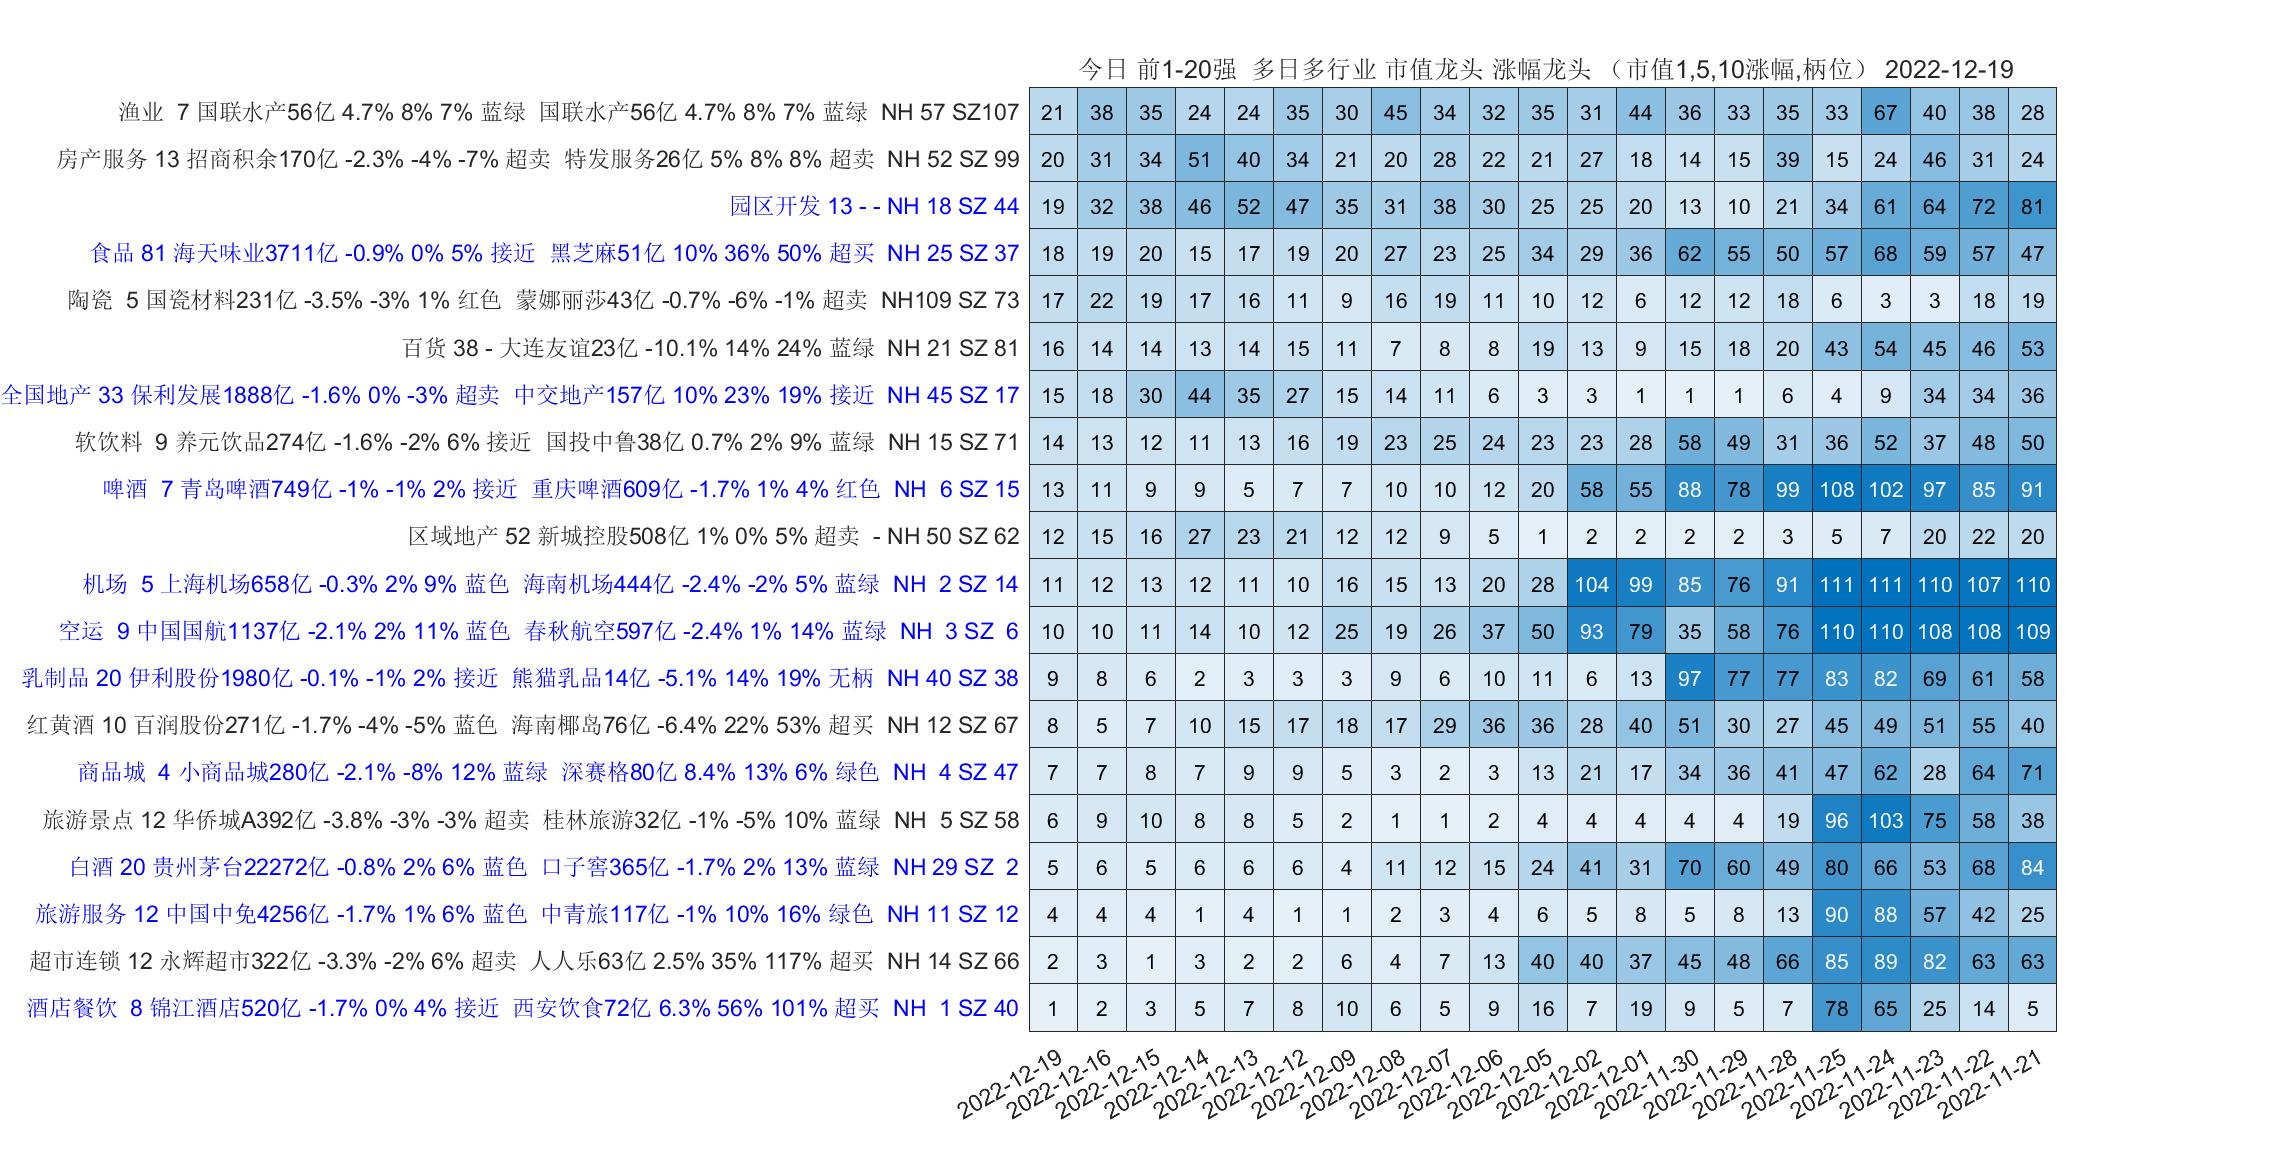 今日 前1-20强 多日多行业 市值龙头 涨幅龙头 （市值1,5,10涨幅,柄位） 2022-12-19
渔业 7 国联水产56亿 4.7% 8% 7% 蓝绿 国联水产56亿 4.7% 8% 7% 蓝绿 NH 57 SZ107 21 38 35 24 24 35 30 45 34 32 35 31 44 36 33 35 33 67 40 38 28
房产服务 13 招商积余170亿 -2.3% -4% -7% 超卖 特发服务26亿 5% 8% 8% 超卖 NH 52 SZ 99 20 31 34 51 40 34 21 20 28 22 21 27 18 14 15 39 15 24 46 31 24
园区开发 13 - - NH 18 SZ 44 19 32 38 46 52 47 35 31 38 30 25 25 20 13 10 21 34 61 64 72 81
食品 81 海天味业3711亿 -0.9% 0% 5% 接近 黑芝麻51亿 10% 36% 50% 超买 NH 25 SZ 37 18 19 20 15 17 19 20 27 23 25 34 29 36 62 55 50 57 68 59 57 47
陶瓷 5 国瓷材料231亿 -3.5% -3% 1% 红色 蒙娜丽莎43亿 -0.7% -6% -1% 超卖 NH109 SZ 73 17 22 19 17 16 11 9 16 19 11 10 12 6 12 12 18 6 3 3 18 19
百货 38 - 大连友谊23亿 -10.1% 14% 24% 蓝绿 NH 21 SZ 81 16 14 14 13 14 15 11 7 8 8 19 13 9 15 18 20 43 54 45 46 53
全国地产 33 保利发展1888亿 -1.6% 0% -3% 超卖 中交地产157亿 10% 23% 19% 接近 NH 45 SZ 17 15 18 30 44 35 27 15 14 11 6 3 3 1 1 1 6 4 9 34 34 36
软饮料 9 养元饮品274亿 -1.6% -2% 6% 接近 国投中鲁38亿 0.7% 2% 9% 蓝绿 NH 15 SZ 71 14 13 12 11 13 16 19 23 25 24 23 23 28 58 49 31 36 52 37 48 50
啤酒 7 青岛啤酒749亿 -1% -1% 2% 接近 重庆啤酒609亿 -1.7% 1% 4% 红色 NH 6 SZ 15 13 11 9 9 5 7 7 10 10 12 20 58 55 88 78 99 108 102 97 85 91
区域地产 52 新城控股508亿 1% 0% 5% 超卖 - NH 50 SZ 62 12 15 16 27 23 21 12 12 9 5 1 2 2 2 2 3 5 7 20 22 20
机场 5 上海机场658亿 -0.3% 2% 9% 蓝色 海南机场444亿 -2.4% -2% 5% 蓝绿 NH 2 SZ 14 11 12 13 12 11 10 16 15 13 20 28 104 99 85 76 91 111 111 110 107 110
空运 9 中国国航1137亿 -2.1% 2% 11% 蓝色 春秋航空597亿 -2.4% 1% 14% 蓝绿 NH 3 SZ 6 10 10 11 14 10 12 25 19 26 37 50 93 79 35 58 76 110 110 108 108 109
乳制品 20 伊利股份1980亿 -0.1% -1% 2% 接近 熊猫乳品14亿 -5.1% 14% 19% 无柄 NH 40 SZ 38 9 8 6 2 3 3 3 9 6 10 11 6 13 97 77 77 83 82 69 61 58
红黄酒 10 百润股份271亿 -1.7% -4% -5% 蓝色 海南椰岛76亿 -6.4% 22% 53% 超买 NH 12 SZ 67 8 5 7 10 15 17 18 17 29 36 36 28 40 51 30 27 45 49 51 55 40
商品城 4 小商品城280亿 -2.1% -8% 12% 蓝绿 深赛格80亿 8.4% 13% 6% 绿色 NH 4 SZ 47 7 7 8 7 9 9 5 3 2 3 13 21 17 34 36 41 47 62 28 64 71
旅游景点 12 华侨城A392亿 -3.8% -3% -3% 超卖 桂林旅游32亿 -1% -5% 10% 蓝绿 NH 5 SZ 58 6 9 10 8 8 5 2 1 1 2 4 4 4 4 4 19 96 103 75 58 38
白酒 20 贵州茅台22272亿 -0.8% 2% 6% 蓝色 口子窖365亿 -1.7% 2% 13% 蓝绿 NH 29 SZ 2 5 6 5 6 6 6 4 11 12 15 24 41 31 70 60 49 80 66 53 68 84
旅游服务 12 中国中免4256亿 -1.7% 1% 6% 蓝色 中青旅117亿 -1% 10% 16% 绿色 NH 11 SZ 12 4 4 4 1 4 1 1 2 3 4 6 5 8 5 8 13 90 88 57 42 25
超市连锁 12 永辉超市322亿 -3.3% -2% 6% 超卖 人人乐63亿 2.5% 35% 117% 超买 NH 14 SZ 66 2 3 1 3 2 2 6 4 7 13 40 40 37 45 48 66 85 89 82 63 63
酒店餐饮 8 锦江酒店520亿 -1.7% 0% 4% 接近 西安饮食72亿 6.3% 56% 101% 超买 NH 1 SZ 40 1 2 3 5 7 8 10 6 5 9 16 7 19 9 5 7 78 65 25 14 5
2022-12-19 2022-12-16 2022-12-15 2022-12-14 2022-12-13 2022-12-12 2022-12-09 2022-12-08 2022-12-07 2022-12-06 2022-12-05 2022-12-02 2022-12-01 2022-11-30 2022-11-29 2022-11-28 2022-11-25 2022-11-24 2022-11-23 2022-11-22 2022-11-21